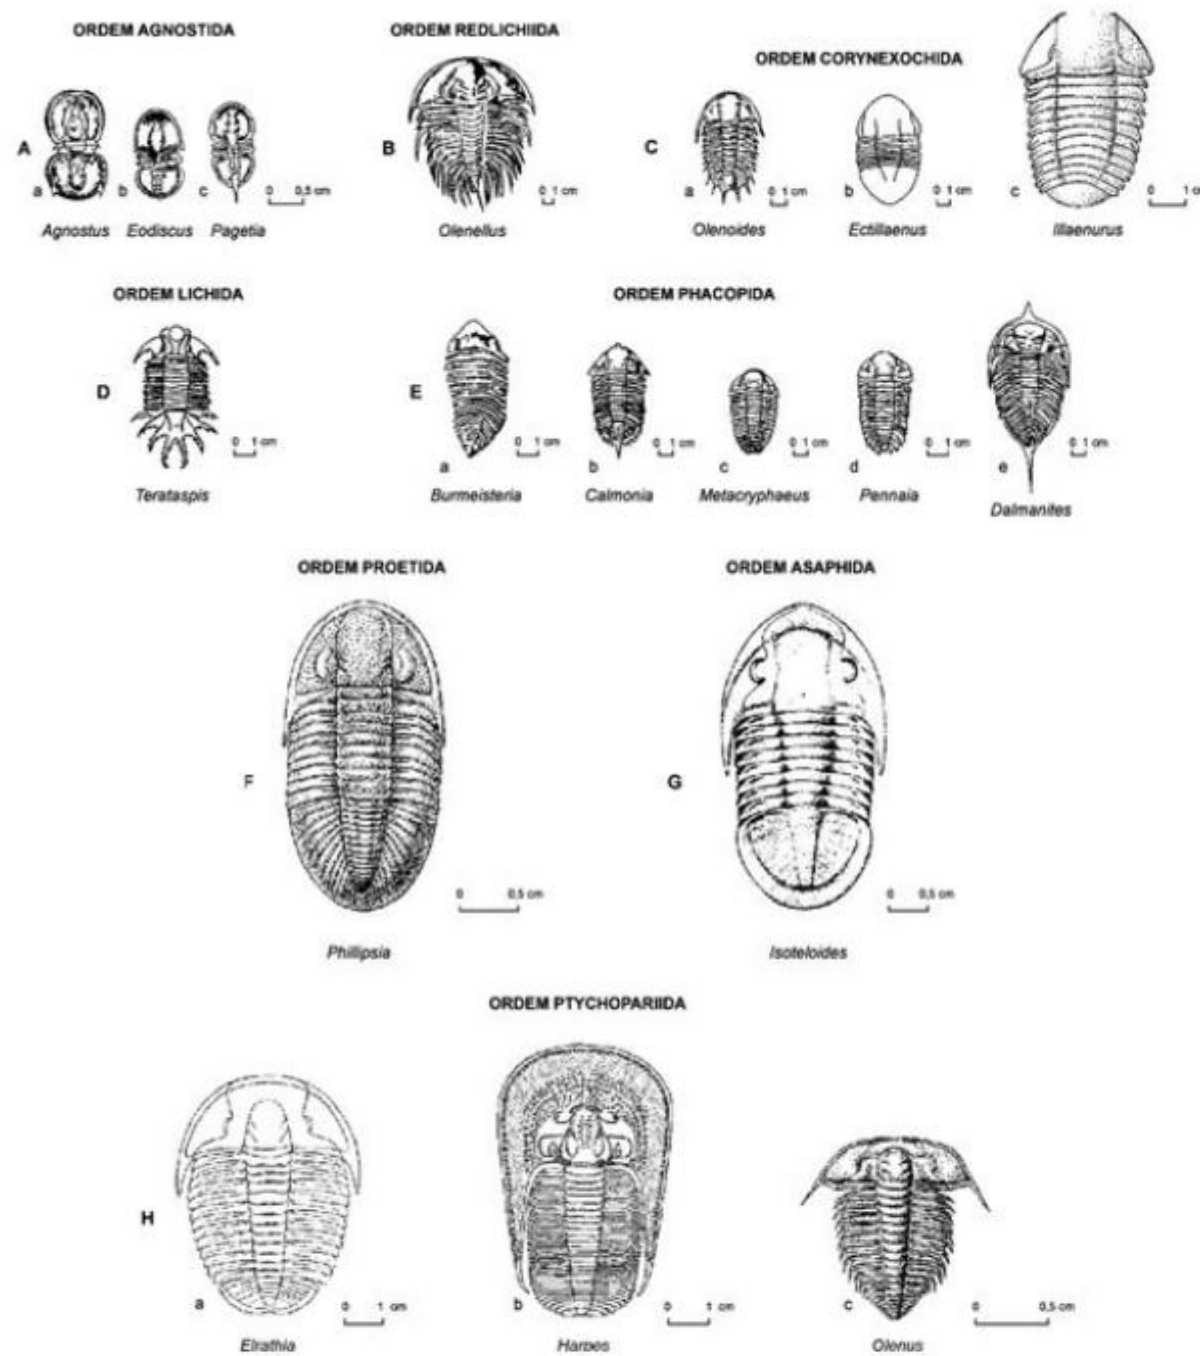 ORDEM AGNOSTIDA
ORDEM REDLICHIIDA
ORDEM CORYNEXOCHIDA
A
a
b
c
0 0,5 cm
B
0 1 cm
C
a
0 1 cm
b
0 1 cm
c
0 1 c
Agnostus
Eodiscus
Pagetia
Olenellus
Olenoides
Ectillaenus
Illaenurus
ORDEM LICHIDA
ORDEM PHACOPIDA
D
0 1 cm
E
a
0 1 cm
b
0 1 cm
c
0 1 cm
d
0 1 cm
e
0 1 cm
Terataspis
Burmeisteria
Calmonia
Metacryphaeus
Pennaia
Dalmanites
ORDEM PROETIDA
ORDEM ASAPHIDA
F
0 0,5 cm
G
0 0,5 cm
Phillipsia
Isoteloides
ORDEM PTYCHOPARIIDA
H
a
0 1 cm
b
0 1 cm
c
0 0,5 cm
Elrathia
Harpes
Olenus